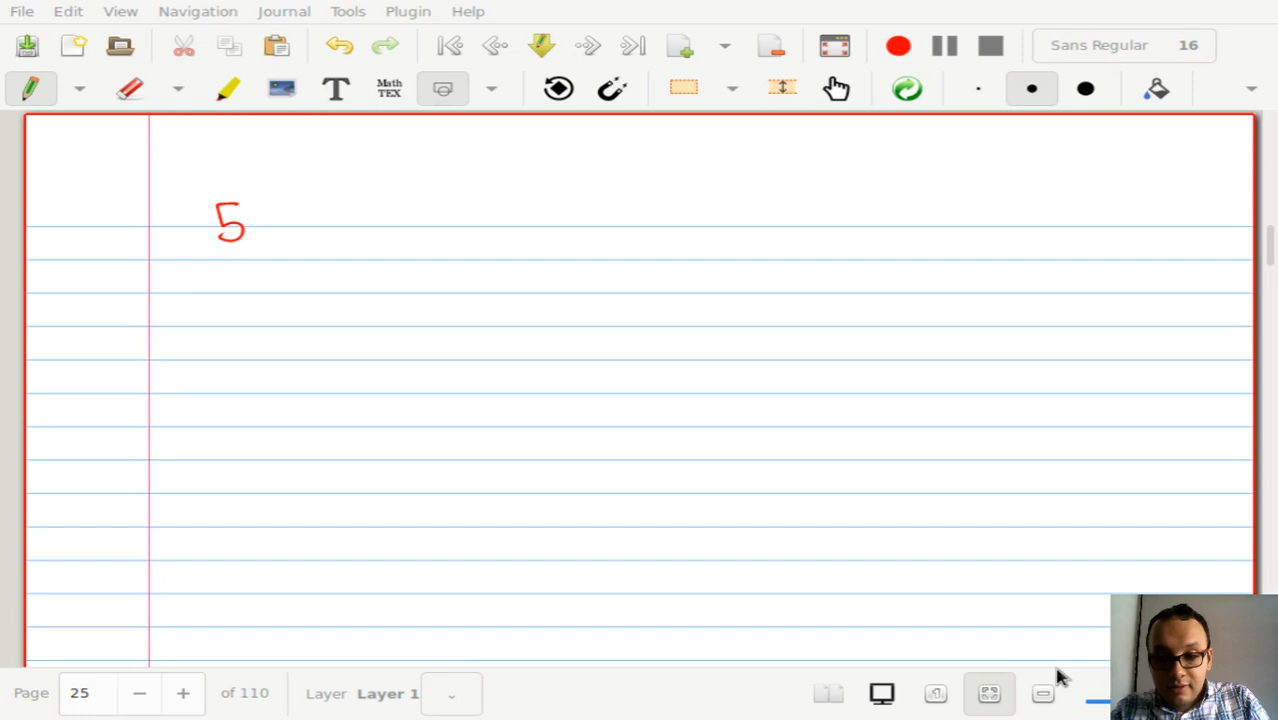 File Edit View Navigation Journal Tools Plugin Help
Sans Regular 16
T Math TEX
5
Page 25 of 110 Layer Layer 1